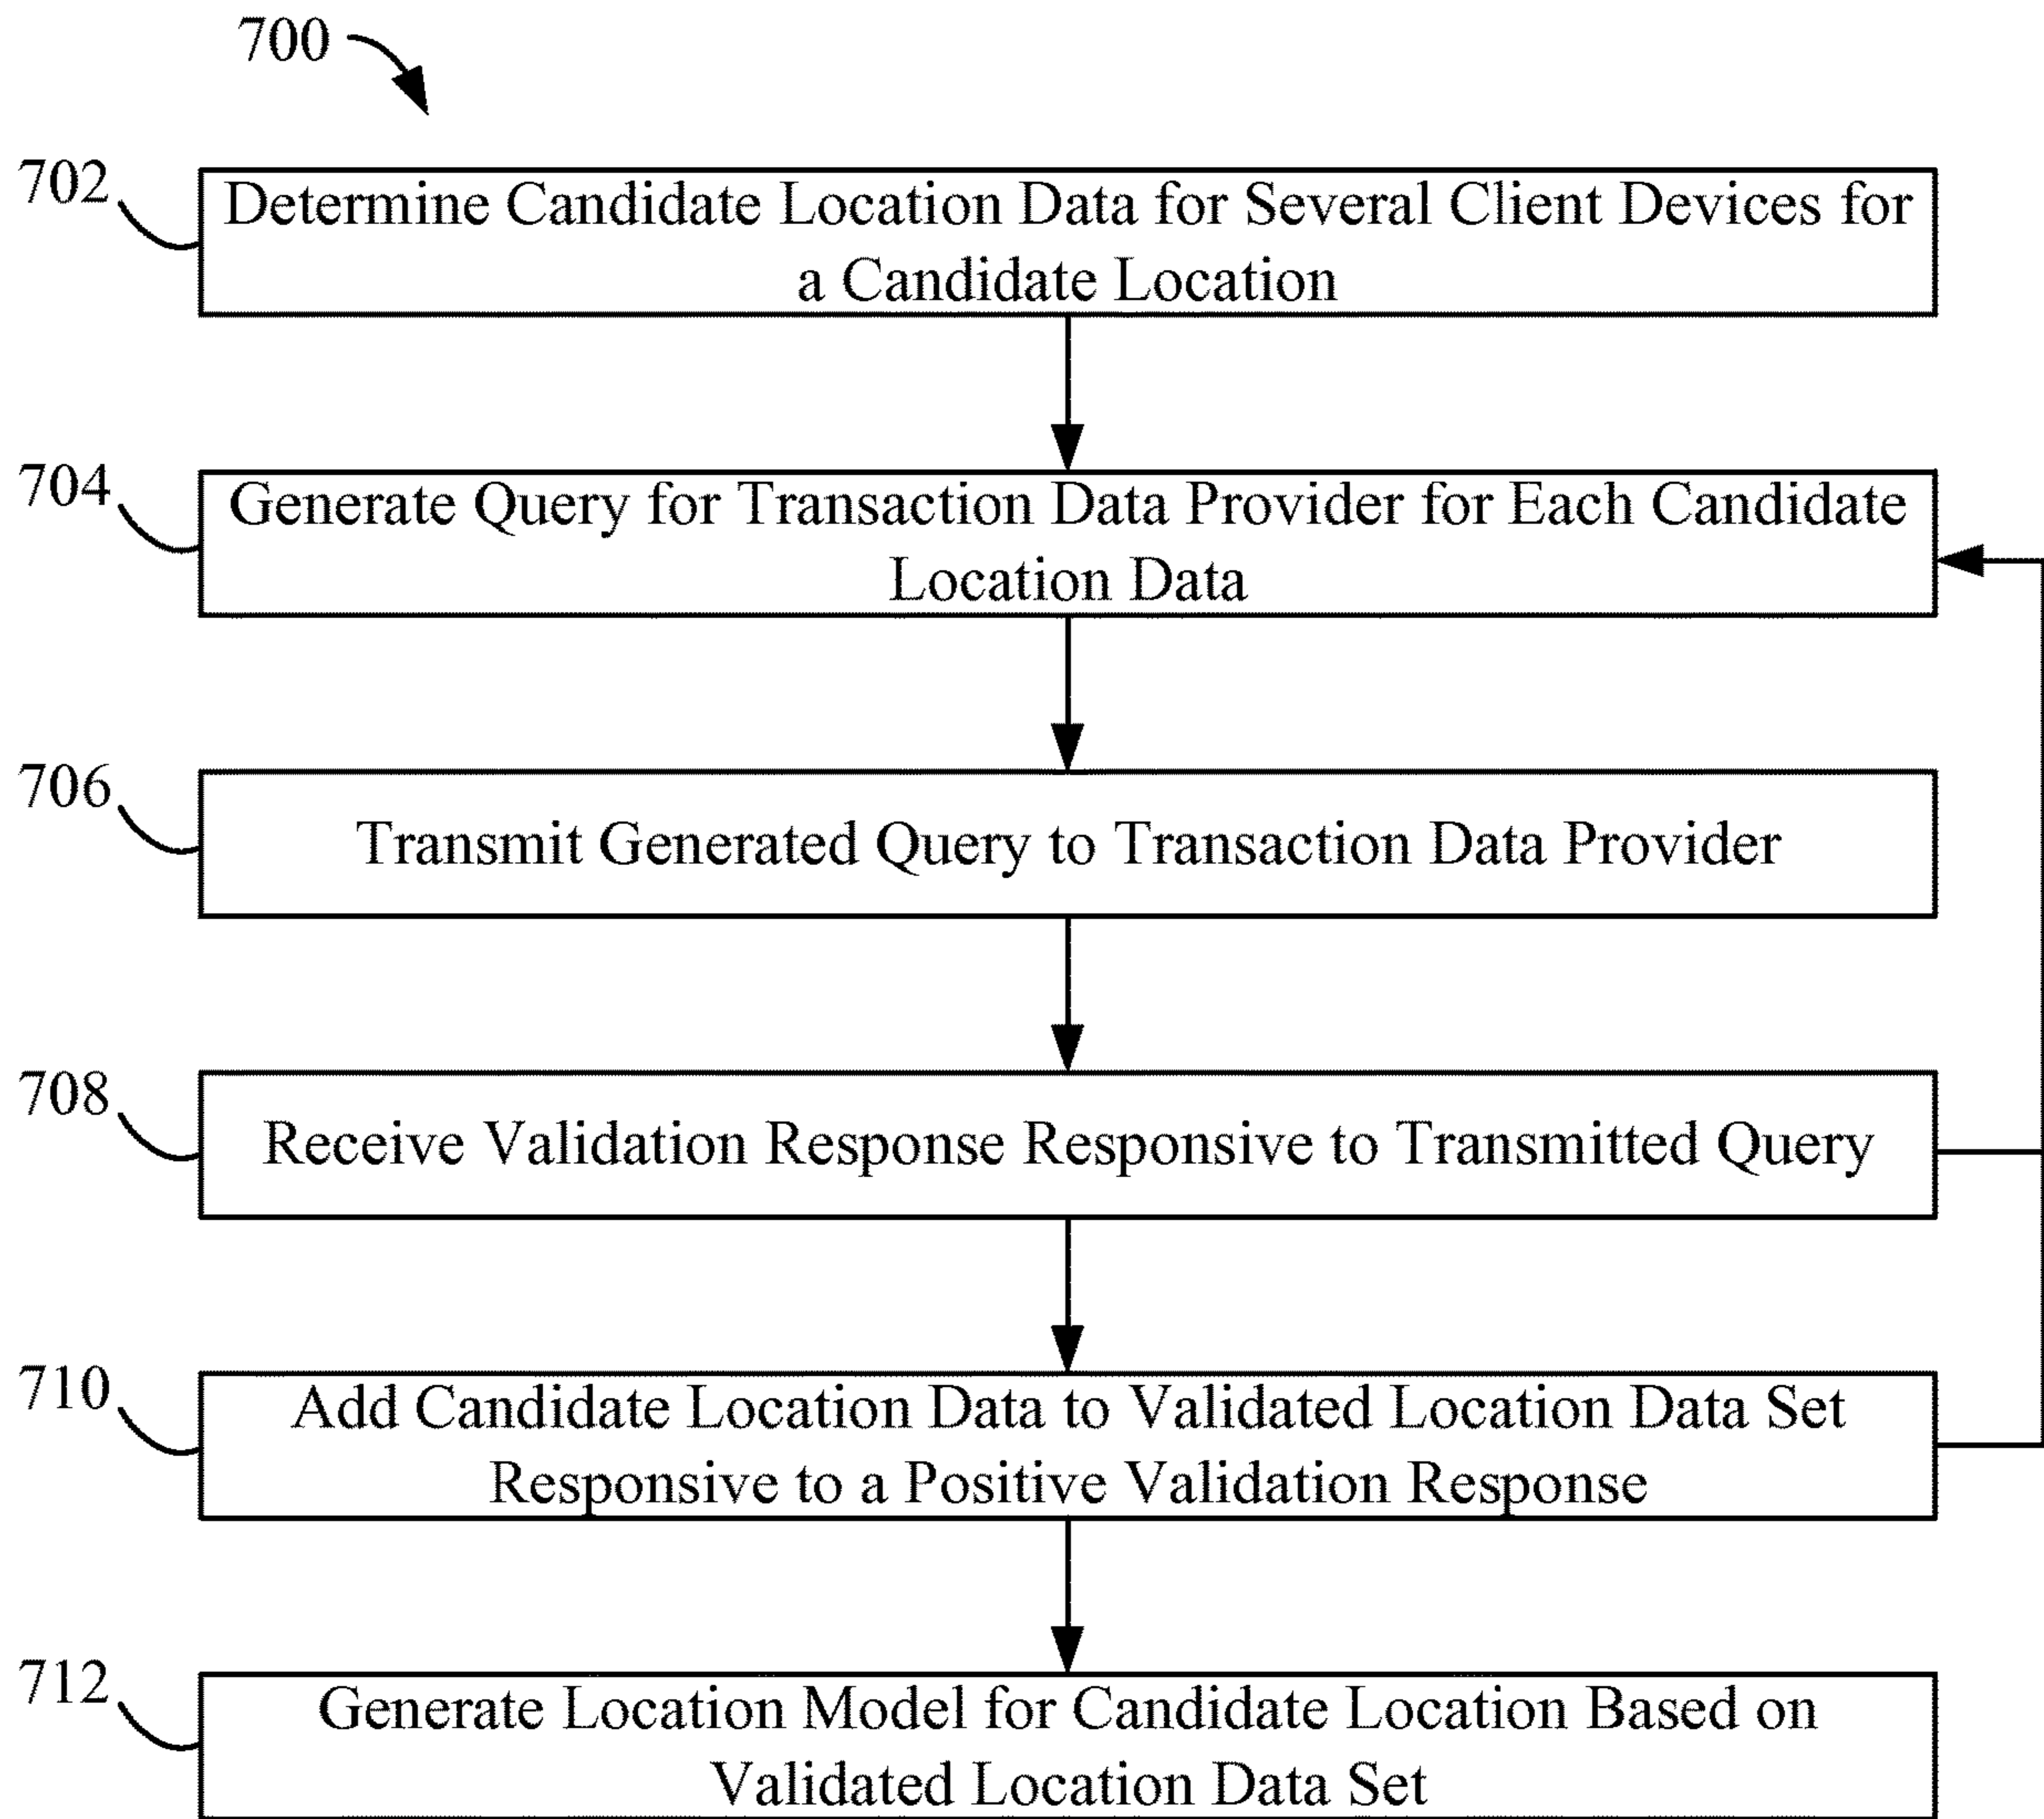 700
702
Determine Candidate Location Data for Several Client Devices for
a Candidate Location
704
Generate Query for Transaction Data Provider for Each Candidate
Location Data
706
Transmit Generated Query to Transaction Data Provider
708
Receive Validation Response Responsive to Transmitted Query
710
Add Candidate Location Data to Validated Location Data Set
Responsive to a Positive Validation Response
712
Generate Location Model for Candidate Location Based on
Validated Location Data Set